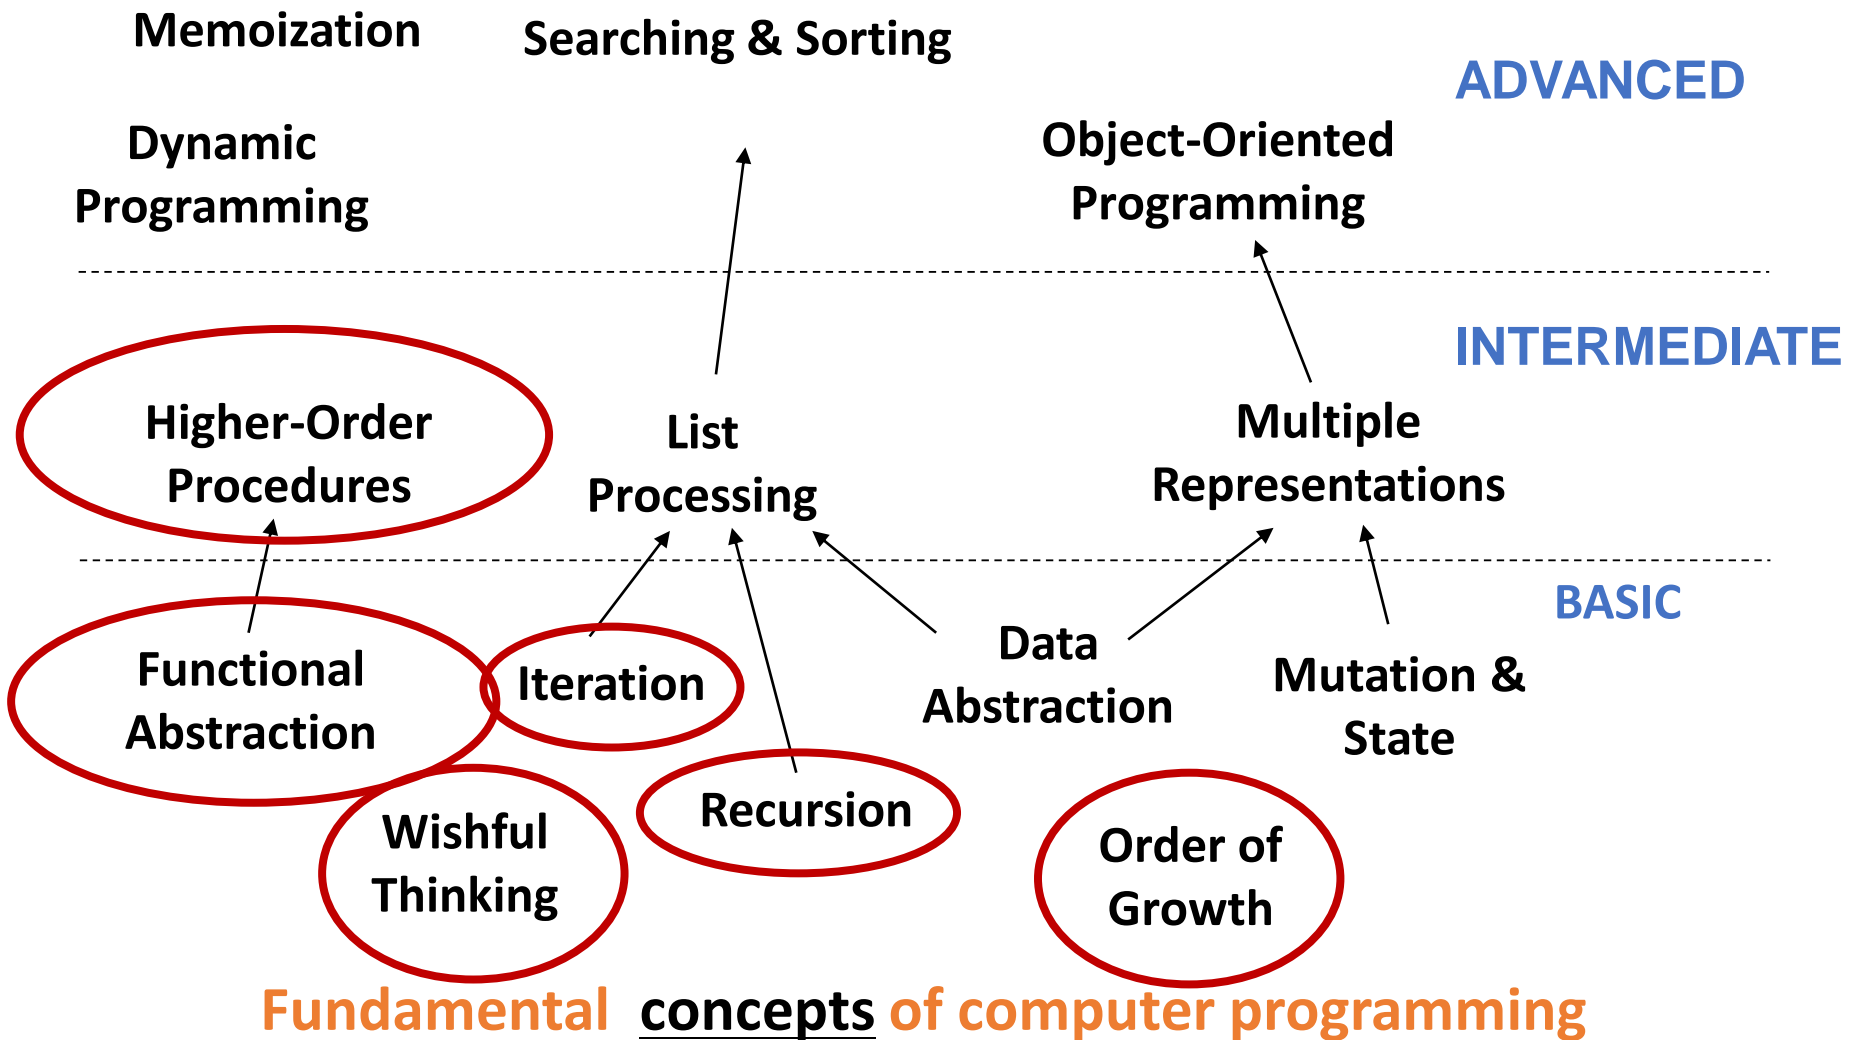 Memoization
Searching & Sorting
ADVANCED
Dynamic
Programming
Object-Oriented
Programming
INTERMEDIATE
Higher-Order
Procedures
List
Processing
Multiple
Representations
BASIC
Functional
Abstraction
Iteration
Data
Abstraction
Mutation &
State
Wishful
Thinking
Recursion
Order of
Growth
Fundamental concepts of computer programming